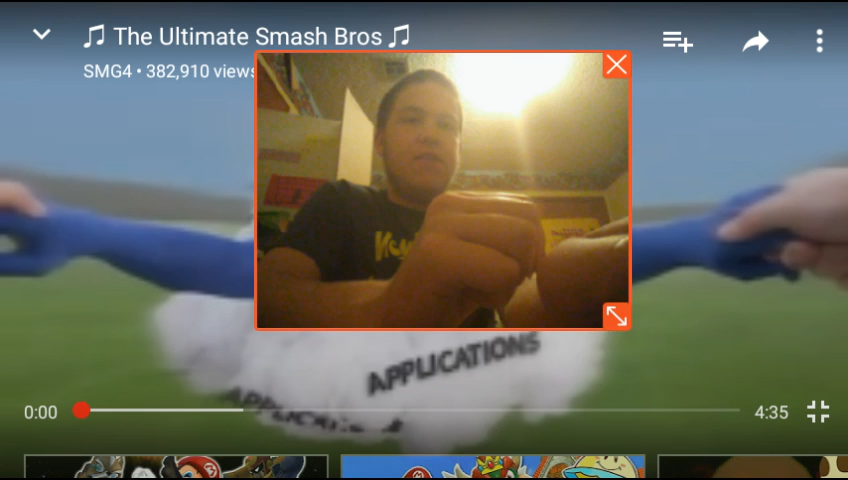 🎵 The Ultimate Smash Bros 🎵
SMG4 • 382,910 views
APPLICATIONS
0:00
4:35